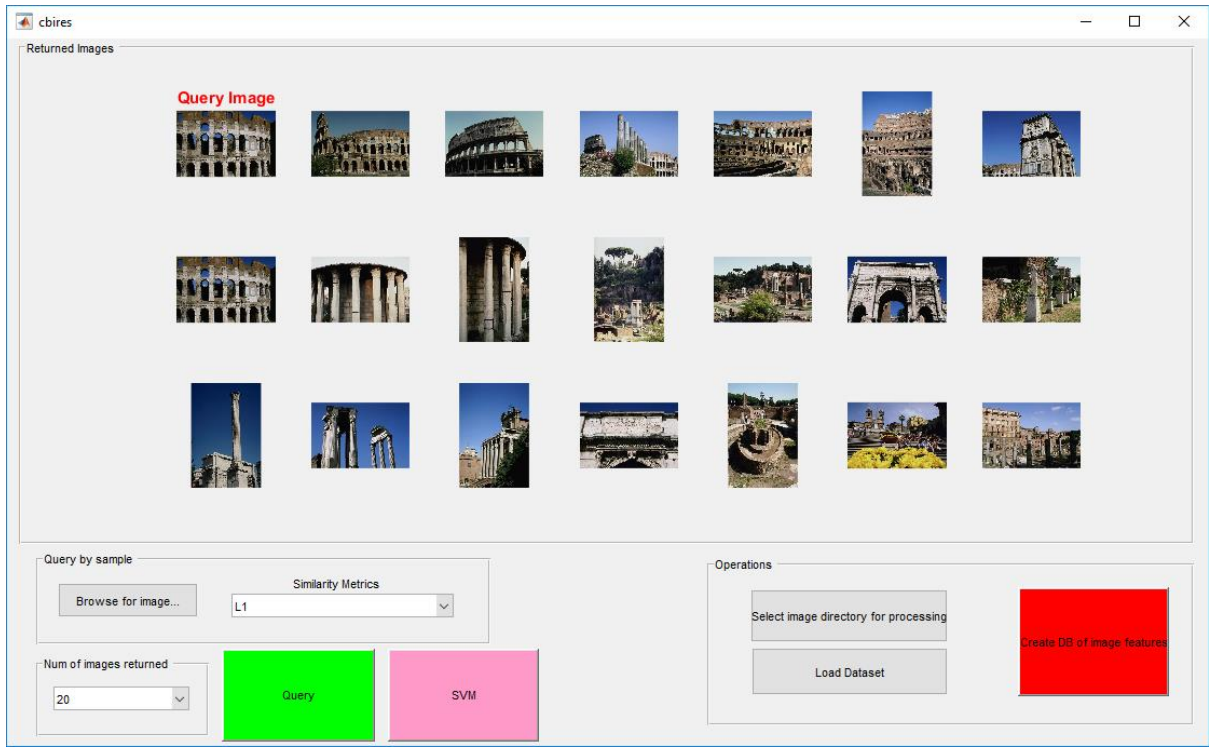 cbires
Returned Images
Query Image
Query by sample
Browse for image...
Similarity Metrics
L1
Num of images returned
20
Query
SVM
Operations
Select image directory for processing
Load Dataset
Create DB of image features